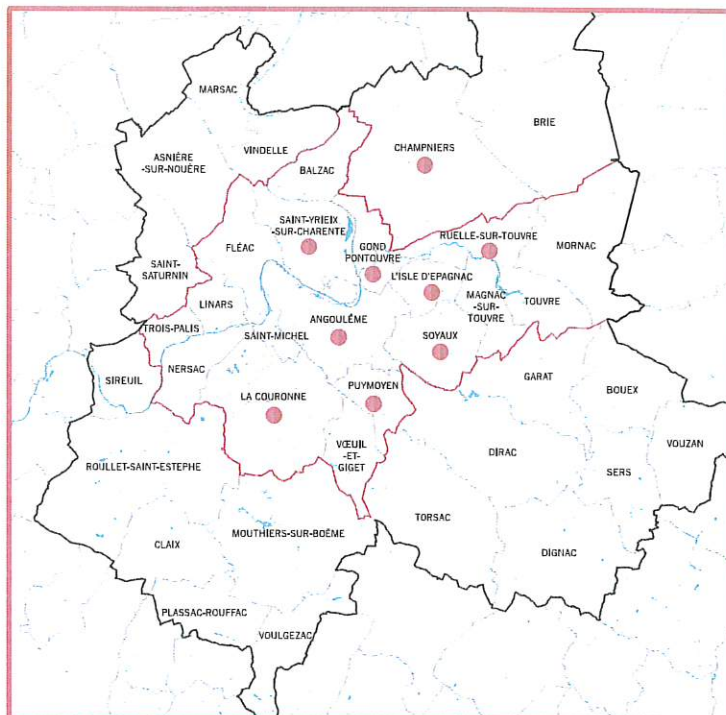 MARSAC
BRIE
CHAMPNIERS
VINDELLE
ASNIÈRE
-SUR-NOUÈRE
BALZAC
SAINT-YRIEIX
-SUR-CHARENTE
RUELLE-SUR-TOUVRE
FLÉAC
GOND
PONTOUVRE
MORNAC
SAINT-
SATURNIN
L'ISLE D'EPAGNAC
MAGNAC
-SUR-
TOUVRE
TOUVRE
LINARS
ANGOULÊME
TROIS-PALIS
SAINT-MICHEL
SOYAUX
NERSAC
GARAT
SIREUIL
PUYMOYEN
BOUEX
LA COURONNE
VŒUIL
-ET-
GIGET
DIRAC
VOUZAN
ROULLET-SAINT-ESTEPHE
SERS
TORSAC
MOUTHIERS-SUR-BOËME
CLAIX
DIGNAC
PLASSAC-ROUFFAC
VOULGEZAC